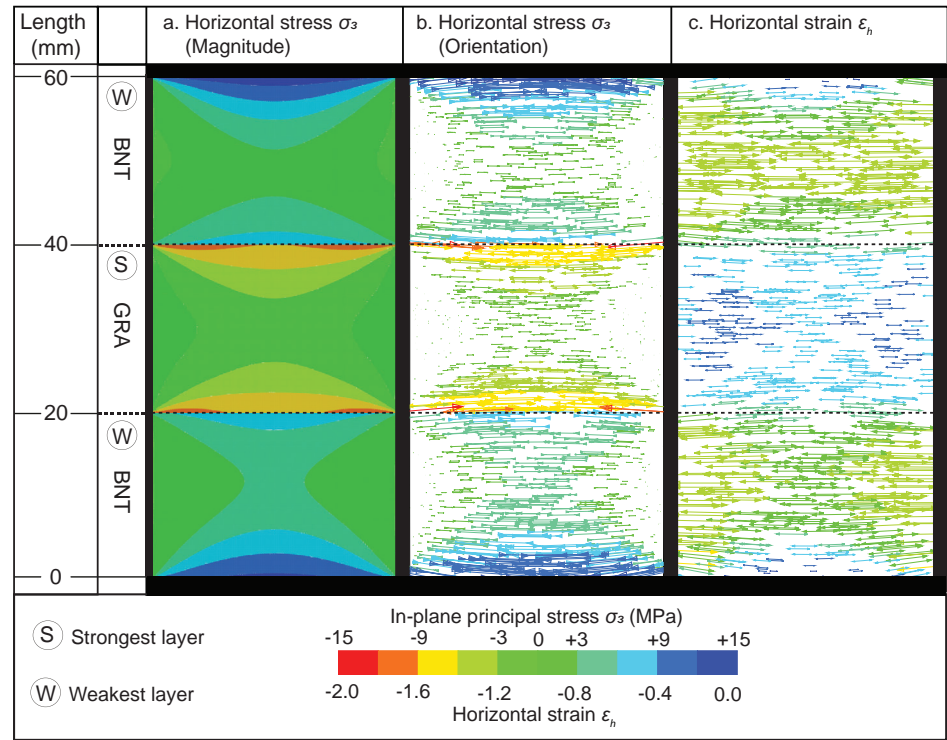 Length
(mm)
a. Horizontal stress σ₃
(Magnitude)
b. Horizontal stress σ₃
(Orientation)
c. Horizontal strain εₕ
60
W
BNT
40
S
GRA
20
W
BNT
0
S Strongest layer
W Weakest layer
In-plane principal stress σ₃ (MPa)
-15 -9 -3 0 +3 +9 +15
-2.0 -1.6 -1.2 -0.8 -0.4 0.0
Horizontal strain εₕ